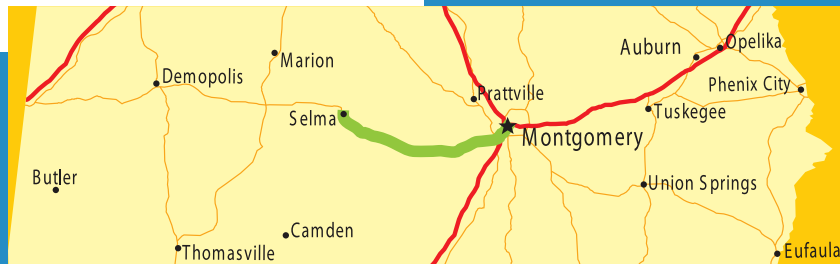 Opelika
Auburn
Marion
Demopolis
Phenix City
Prattville
Tuskegee
Selma
Montgomery
Butler
Union Springs
Camden
Thomasville
Eufaula